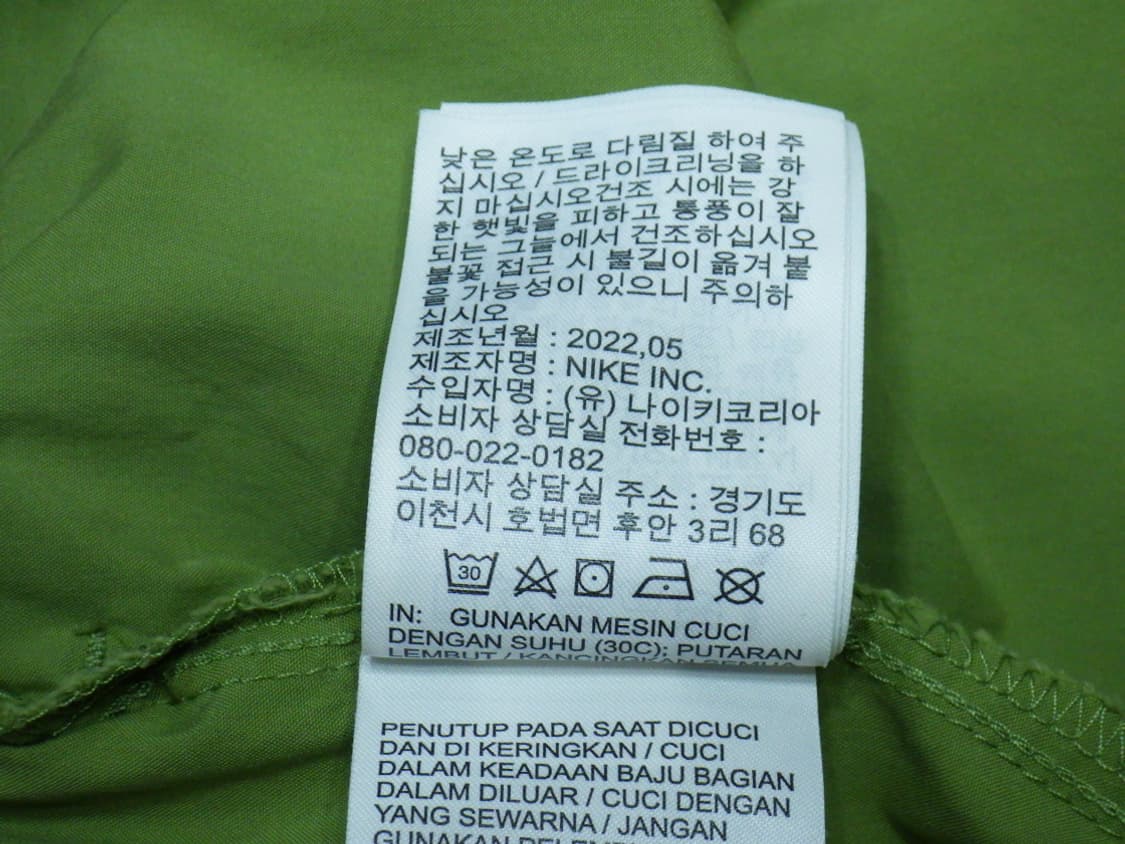 낮은 온도로 다림질 하여 주
십시오 / 드라이크리닝을 하
지 마십시오건조 시에는 강
한 햇빛을 피하고 통풍이 잘
되는 그늘에서 건조하십시오
불꽃 접근 시 불길이 옮겨 붙
을 가능성이 있으니 주의하
십시오
제조년월 : 2022,05
제조자명 : NIKE INC.
수입자명 : (유) 나이키코리아
소비자 상담실 전화번호 :
080-022-0182
소비자 상담실 주소 : 경기도
이천시 호법면 후안 3리 68
30
IN: GUNAKAN MESIN CUCI
DENGAN SUHU (30C); PUTARAN
LEMBUT / KANCINGKAN SEMUA
PENUTUP PADA SAAT DICUCI
DAN DI KERINGKAN / CUCI
DALAM KEADAAN BAJU BAGIAN
DALAM DILUAR / CUCI DENGAN
YANG SEWARNA / JANGAN
GUNAKAN